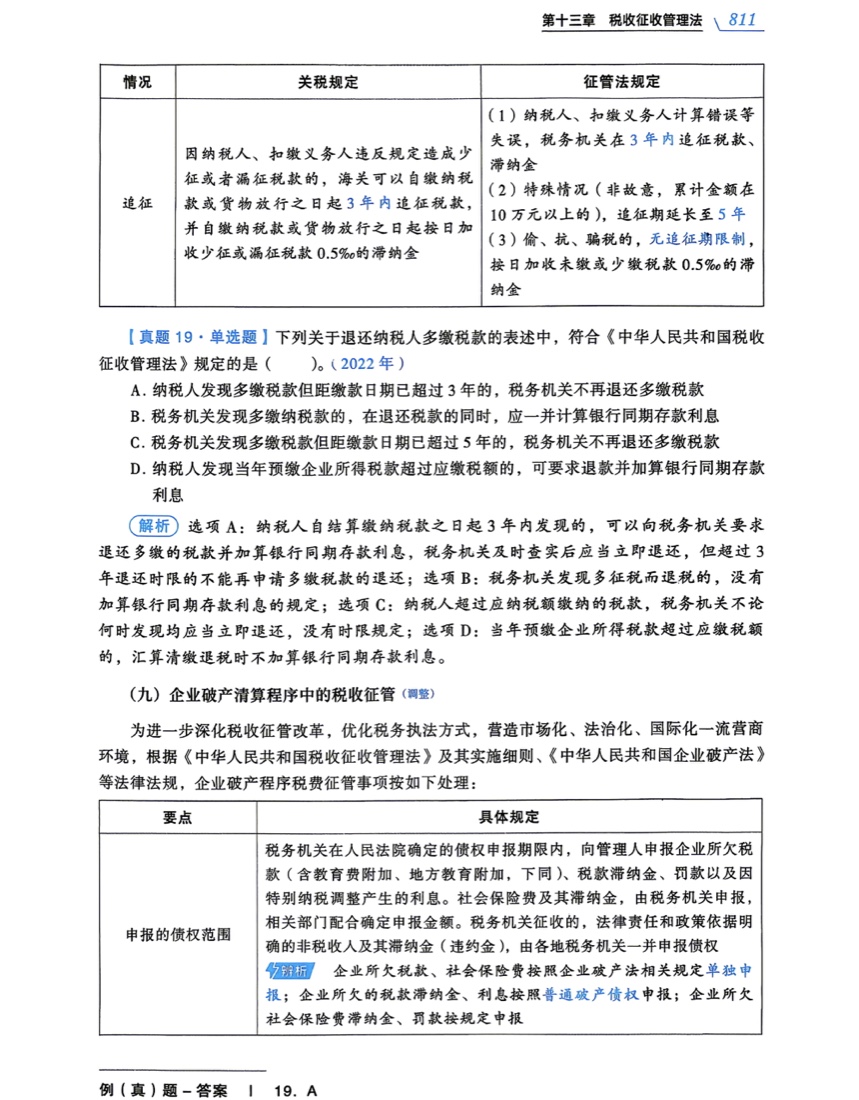 第十三章 税收征收管理法 811
情况 关税规定 征管法规定
追征
因纳税人、扣缴义务人违反规定造成少
征或者漏征税款的，海关可以自缴纳税
款或货物放行之日起3年内追征税款，
并自缴纳税款或货物放行之日起按日加
收少征或漏征税款0.5‰的滞纳金
（1）纳税人、扣缴义务人计算错误等
失误，税务机关在3年内追征税款、
滞纳金
（2）特殊情况（非故意，累计金额在
10万元以上的），追征期延长至5年
（3）偷、抗、骗税的，无追征期限制，
按日加收未缴或少缴税款0.5‰的滞
纳金
【真题19·单选题】下列关于退还纳税人多缴税款的表述中，符合《中华人民共和国税收
征收管理法》规定的是（ ）。（2022年）
A. 纳税人发现多缴税款但距缴款日期已超过3年的，税务机关不再退还多缴税款
B. 税务机关发现多缴纳税款的，在退还税款的同时，应一并计算银行同期存款利息
C. 税务机关发现多缴税款但距缴款日期已超过5年的，税务机关不再退还多缴税款
D. 纳税人发现当年预缴企业所得税款超过应缴税额的，可要求退款并加算银行同期存款
利息
解析 选项A：纳税人自结算缴纳税款之日起3年内发现的，可以向税务机关要求
退还多缴的税款并加算银行同期存款利息，税务机关及时查实后应当立即退还，但超过3
年退还时限的不能再申请多缴税款的退还；选项B：税务机关发现多征税而退税的，没有
加算银行同期存款利息的规定；选项C：纳税人超过应纳税额缴纳的税款，税务机关不论
何时发现均应当立即退还，没有时限规定；选项D：当年预缴企业所得税款超过应缴税额
的，汇算清缴退税时不加算银行同期存款利息。
（九）企业破产清算程序中的税收征管（调整）
为进一步深化税收征管改革，优化税务执法方式，营造市场化、法治化、国际化一流营商
环境，根据《中华人民共和国税收征收管理法》及其实施细则、《中华人民共和国企业破产法》
等法律法规，企业破产程序税费征管事项按如下处理：
要点 具体规定
申报的债权范围
税务机关在人民法院确定的债权申报期限内，向管理人申报企业所欠税
款（含教育费附加、地方教育附加，下同）、税款滞纳金、罚款以及因
特别纳税调整产生的利息。社会保险费及其滞纳金，由税务机关申报，
相关部门配合确定申报金额。税务机关征收的，法律责任和政策依据明
确的非税收入及其滞纳金（违约金），由各地税务机关一并申报债权
辨析 企业所欠税款、社会保险费按照企业破产法相关规定单独申
报；企业所欠的税款滞纳金、利息按照普通破产债权申报；企业所欠
社会保险费滞纳金、罚款按规定申报
例（真）题－答案 | 19. A